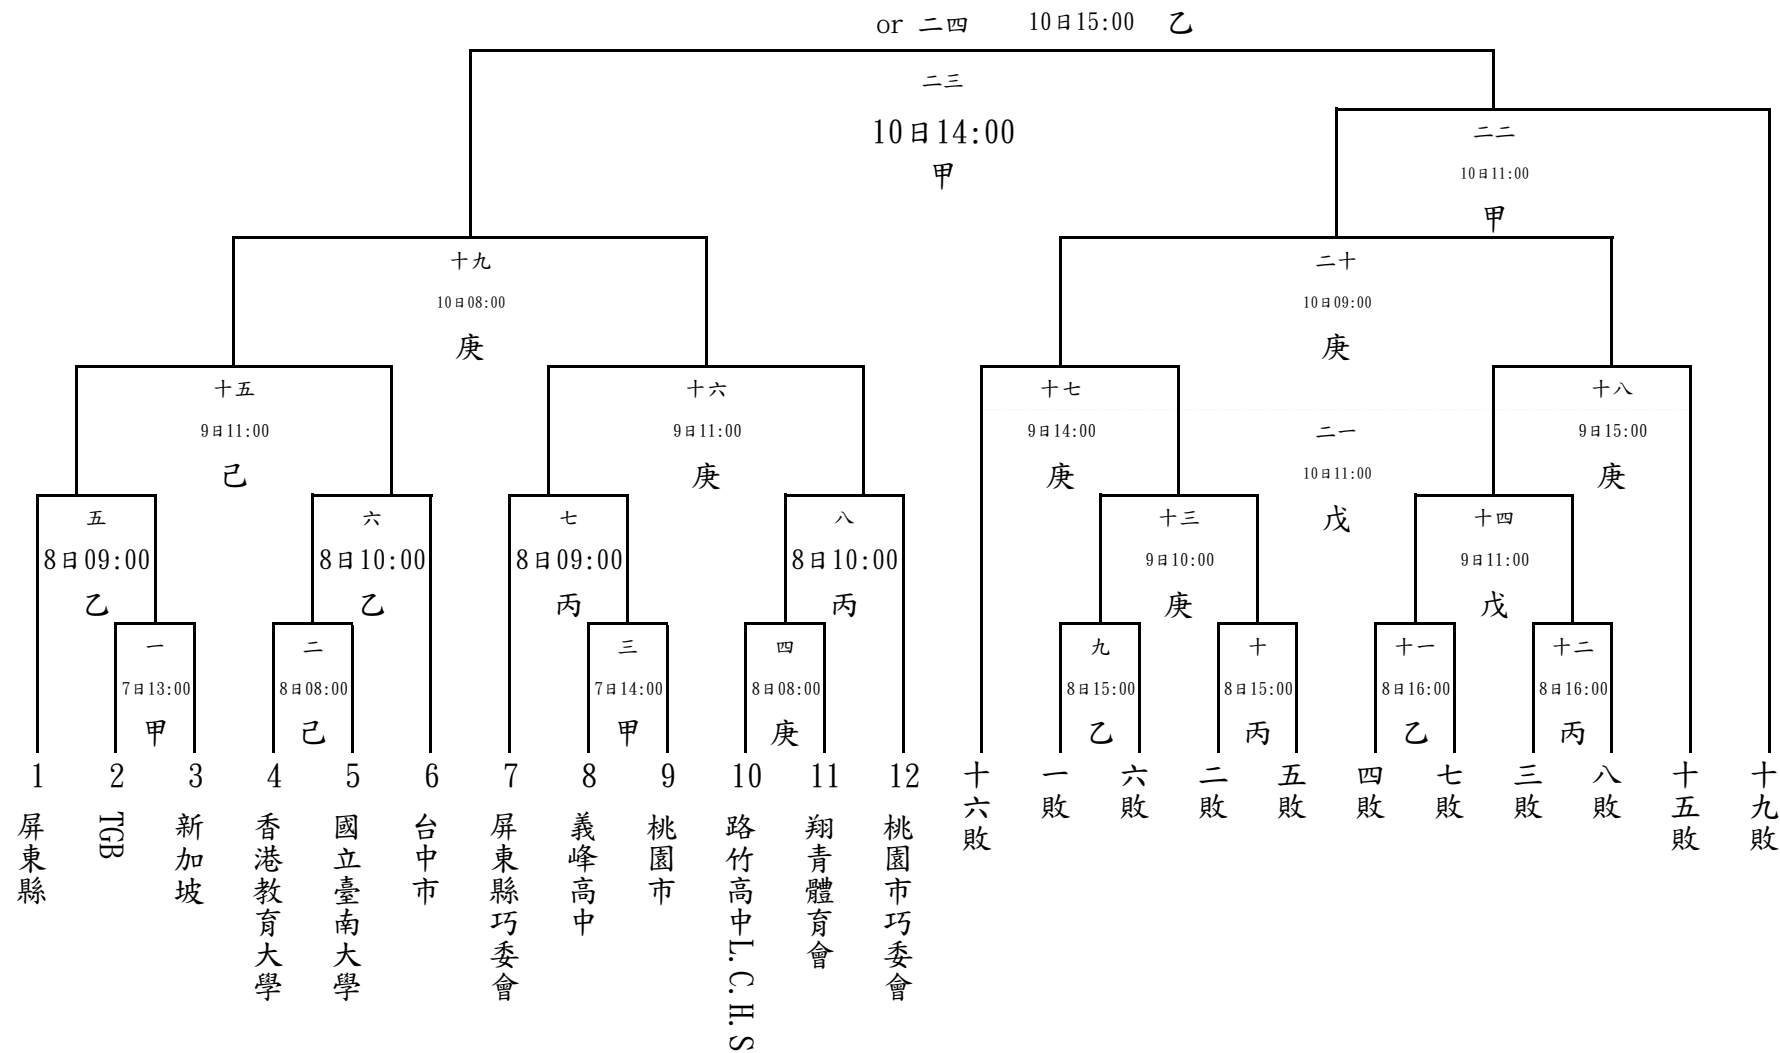 or 二四 10日15:00 乙
二三
10日14:00
甲
二二
10日11:00
甲
十九
10日08:00
庚
二十
10日09:00
庚
十五
9日11:00
己
十六
9日11:00
庚
十七
9日14:00
庚
二一
10日11:00
戊
十八
9日15:00
庚
五
8日09:00
乙
六
8日10:00
乙
七
8日09:00
丙
八
8日10:00
丙
十三
9日10:00
庚
十四
9日11:00
戊
一
7日13:00
甲
二
8日08:00
己
三
7日14:00
甲
四
8日08:00
庚
九
8日15:00
乙
十
8日15:00
丙
十一
8日16:00
乙
十二
8日16:00
丙
1
屏東縣
2
TGB
3
新加坡
4
香港教育大學
5
國立臺南大學
6
台中市
7
屏東縣巧委會
8
義峰高中
9
桃園市
10
路竹高中L.C.H.S
11
翔青體育會
12
桃園市巧委會
十六敗
一敗
六敗
二敗
五敗
四敗
七敗
三敗
八敗
十五敗
十九敗